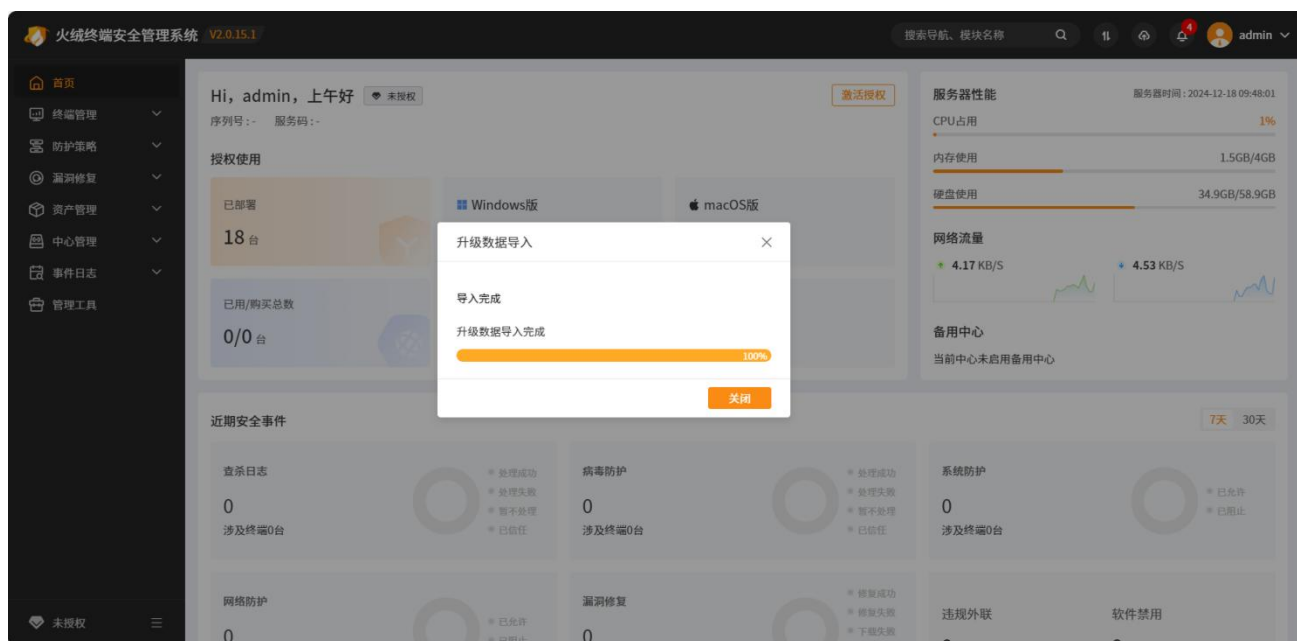 火绒终端安全管理系统 V2.0.15.1
搜索导航、模块名称
4
admin
首页
终端管理
防护策略
漏洞修复
资产管理
中心管理
事件日志
管理工具
未授权
Hi，admin，上午好 未授权
激活授权
序列号：- 服务码：-
授权使用
已部署
18 台
Windows版
macOS版
已用/购买总数
0/0 台
升级数据导入
导入完成
升级数据导入完成
100%
关闭
服务器性能 服务器时间：2024-12-18 09:48:01
CPU占用 1%
内存使用 1.5GB/4GB
硬盘使用 34.9GB/58.9GB
网络流量
4.17 KB/S 4.53 KB/S
备用中心
当前中心未启用备用中心
近期安全事件 7天 30天
查杀日志
0
涉及终端0台
处理成功
处理失败
暂不处理
已信任
病毒防护
0
涉及终端0台
处理成功
处理失败
暂不处理
已信任
系统防护
0
涉及终端0台
已允许
已阻止
网络防护
0
已允许
漏洞修复
0
修复成功
修复失败
下载失败
违规外联
软件禁用